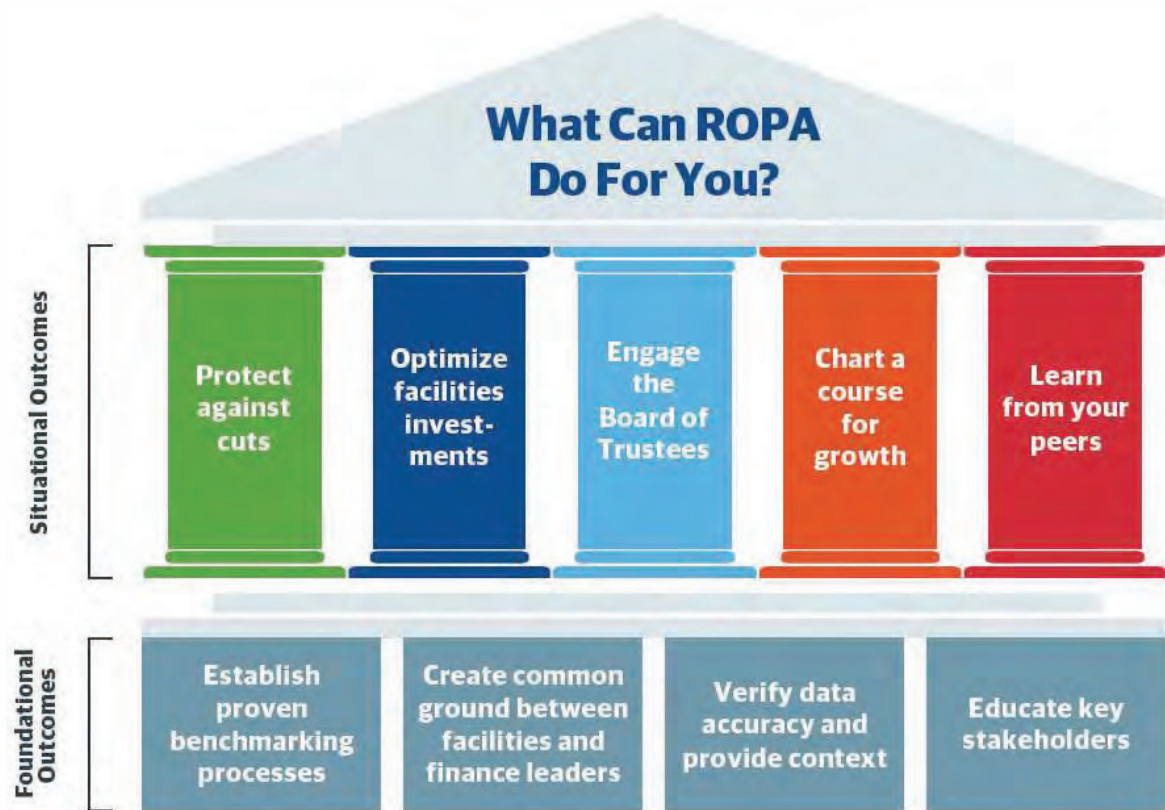 What Can ROPA
Do For You?
Situational Outcomes
Protect
against
cuts
Optimize
facilities
invest-
ments
Engage
the
Board of
Trustees
Chart a
course
for
growth
Learn
from your
peers
Foundational
Outcomes
Establish
proven
benchmarking
processes
Create common
ground between
facilities and
finance leaders
Verify data
accuracy and
provide context
Educate key
stakeholders